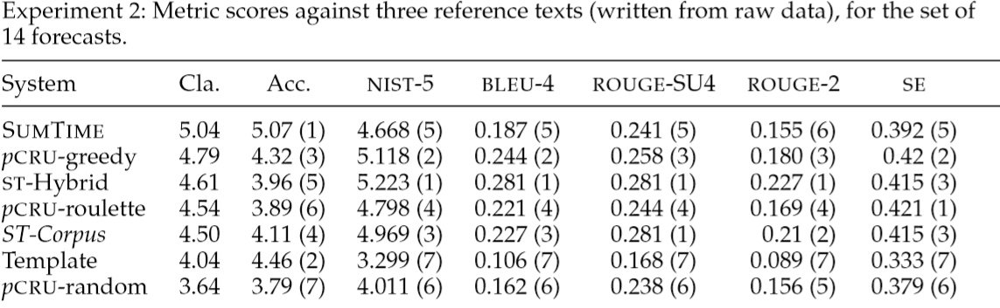 Experiment 2: Metric scores against three reference texts (written from raw data), for the set of
14 forecasts.
System Cla. Acc. NIST-5 BLEU-4 ROUGE-SU4 ROUGE-2 SE
SUMTIME 5.04 5.07 (1) 4.668 (5) 0.187 (5) 0.241 (5) 0.155 (6) 0.392 (5)
pCRU-greedy 4.79 4.32 (3) 5.118 (2) 0.244 (2) 0.258 (3) 0.180 (3) 0.42 (2)
ST-Hybrid 4.61 3.96 (5) 5.223 (1) 0.281 (1) 0.281 (1) 0.227 (1) 0.415 (3)
pCRU-roulette 4.54 3.89 (6) 4.798 (4) 0.221 (4) 0.244 (4) 0.169 (4) 0.421 (1)
ST-Corpus 4.50 4.11 (4) 4.969 (3) 0.227 (3) 0.281 (1) 0.21 (2) 0.415 (3)
Template 4.04 4.46 (2) 3.299 (7) 0.106 (7) 0.168 (7) 0.089 (7) 0.333 (7)
pCRU-random 3.64 3.79 (7) 4.011 (6) 0.162 (6) 0.238 (6) 0.156 (5) 0.379 (6)